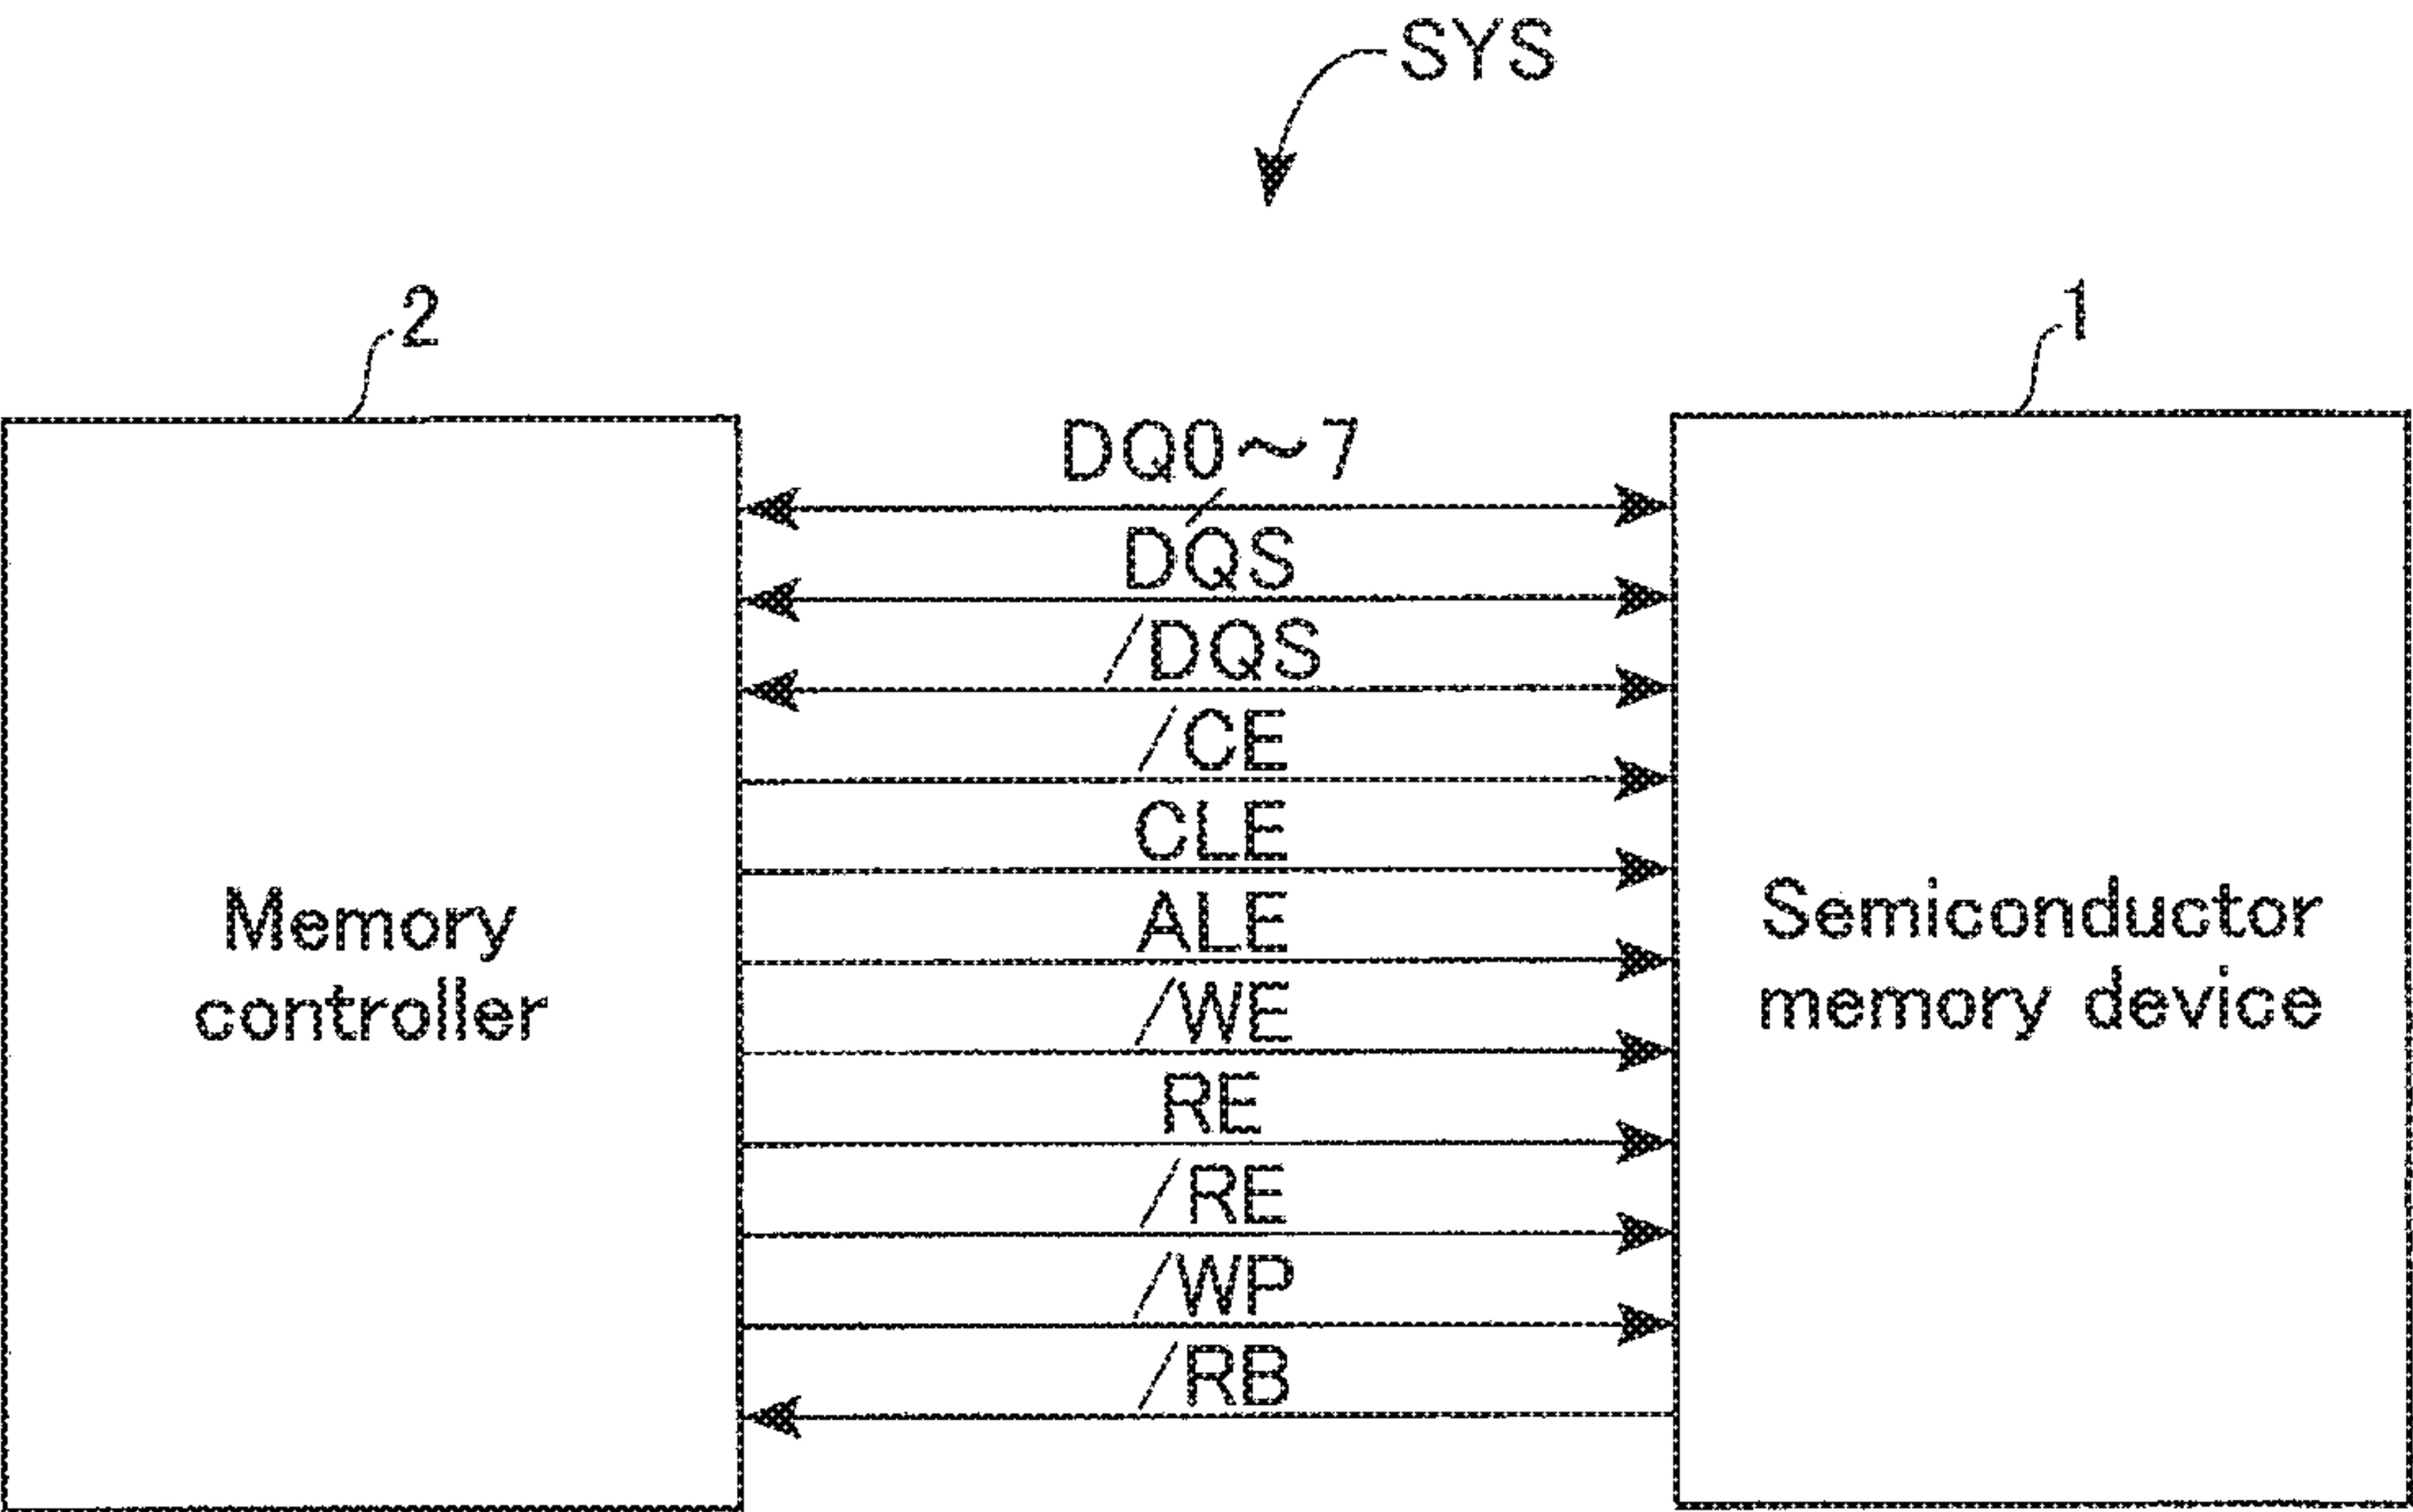 SYS
2
1
DQ0～7
DQS
/DQS
/CE
CLE
ALE
/WE
RE
/RE
/WP
/RB
Memory
controller
Semiconductor
memory device